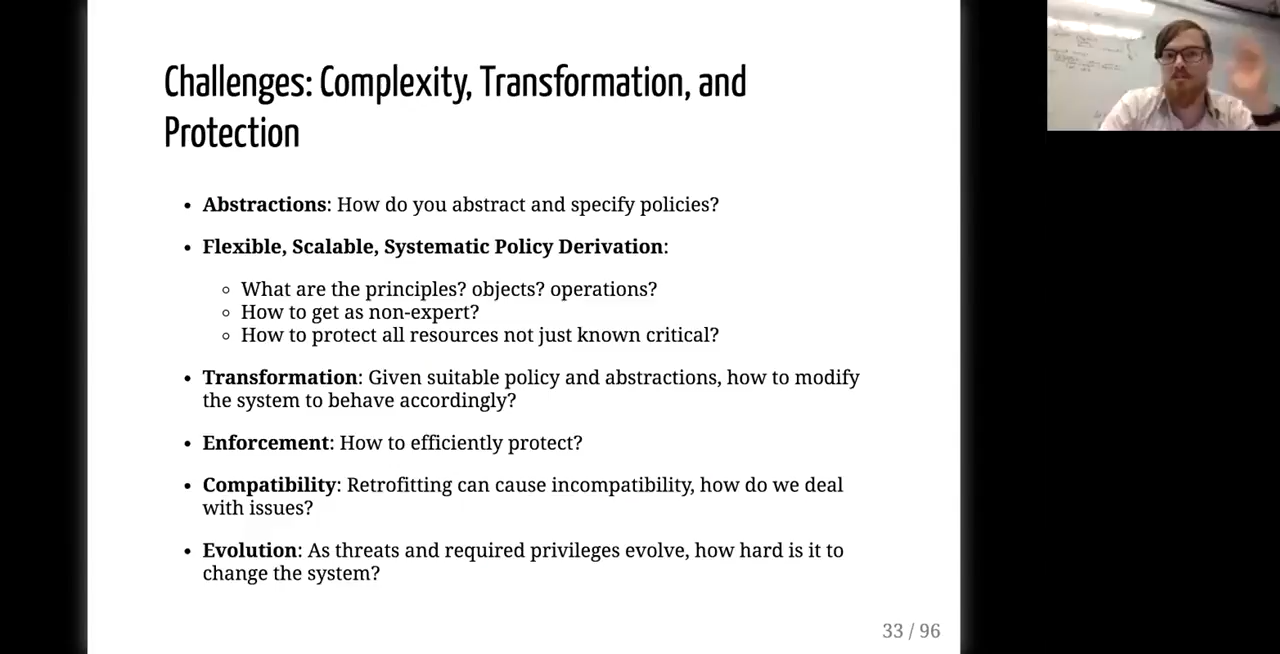 Challenges: Complexity, Transformation, and
Protection
• Abstractions: How do you abstract and specify policies?
• Flexible, Scalable, Systematic Policy Derivation:
◦ What are the principles? objects? operations?
◦ How to get as non-expert?
◦ How to protect all resources not just known critical?
• Transformation: Given suitable policy and abstractions, how to modify
the system to behave accordingly?
• Enforcement: How to efficiently protect?
• Compatibility: Retrofitting can cause incompatibility, how do we deal
with issues?
• Evolution: As threats and required privileges evolve, how hard is it to
change the system?
33 / 96